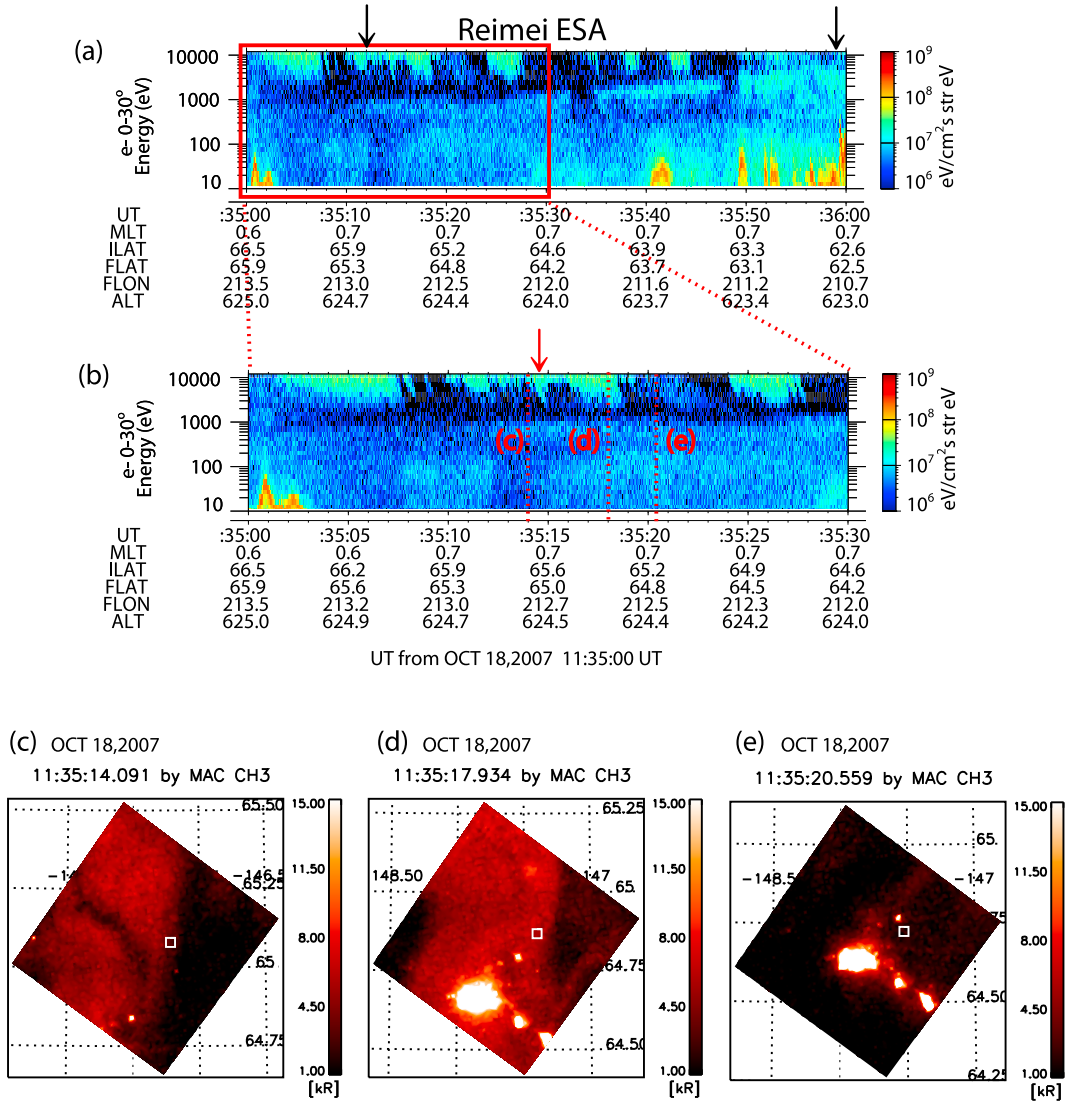 Reimei ESA
(a)
e- 0-30°
Energy (eV)
10000
1000
100
10
10⁹
10⁸
10⁷
10⁶
eV/cm²s str eV
UT :35:00 :35:10 :35:20 :35:30 :35:40 :35:50 :36:00
MLT 0.6 0.7 0.7 0.7 0.7 0.7 0.7
ILAT 66.5 65.9 65.2 64.6 63.9 63.3 62.6
FLAT 65.9 65.3 64.8 64.2 63.7 63.1 62.5
FLON 213.5 213.0 212.5 212.0 211.6 211.2 210.7
ALT 625.0 624.7 624.4 624.0 623.7 623.4 623.0
(b)
e- 0-30°
Energy (eV)
10000
1000
100
10
(c) (d) (e)
10⁹
10⁸
10⁷
10⁶
eV/cm²s str eV
UT :35:00 :35:05 :35:10 :35:15 :35:20 :35:25 :35:30
MLT 0.6 0.6 0.7 0.7 0.7 0.7 0.7
ILAT 66.5 66.2 65.9 65.6 65.2 64.9 64.6
FLAT 65.9 65.6 65.3 65.0 64.8 64.5 64.2
FLON 213.5 213.2 213.0 212.7 212.5 212.3 212.0
ALT 625.0 624.9 624.7 624.5 624.4 624.2 624.0
UT from OCT 18,2007 11:35:00 UT
(c) OCT 18,2007
11:35:14.091 by MAC CH3
65.50
-146.5
65.25
65
64.75
15.00
11.50
8.00
4.50
1.00
[kR]
(d) OCT 18,2007
11:35:17.934 by MAC CH3
65.25
148.50
147
65.
64.75
64.50
15.00
11.50
8.00
4.50
1.00
[kR]
(e) OCT 18,2007
11:35:20.559 by MAC CH3
65.
-148.5
-147
64.50
64.25
15.00
11.50
8.00
4.50
1.00
[kR]